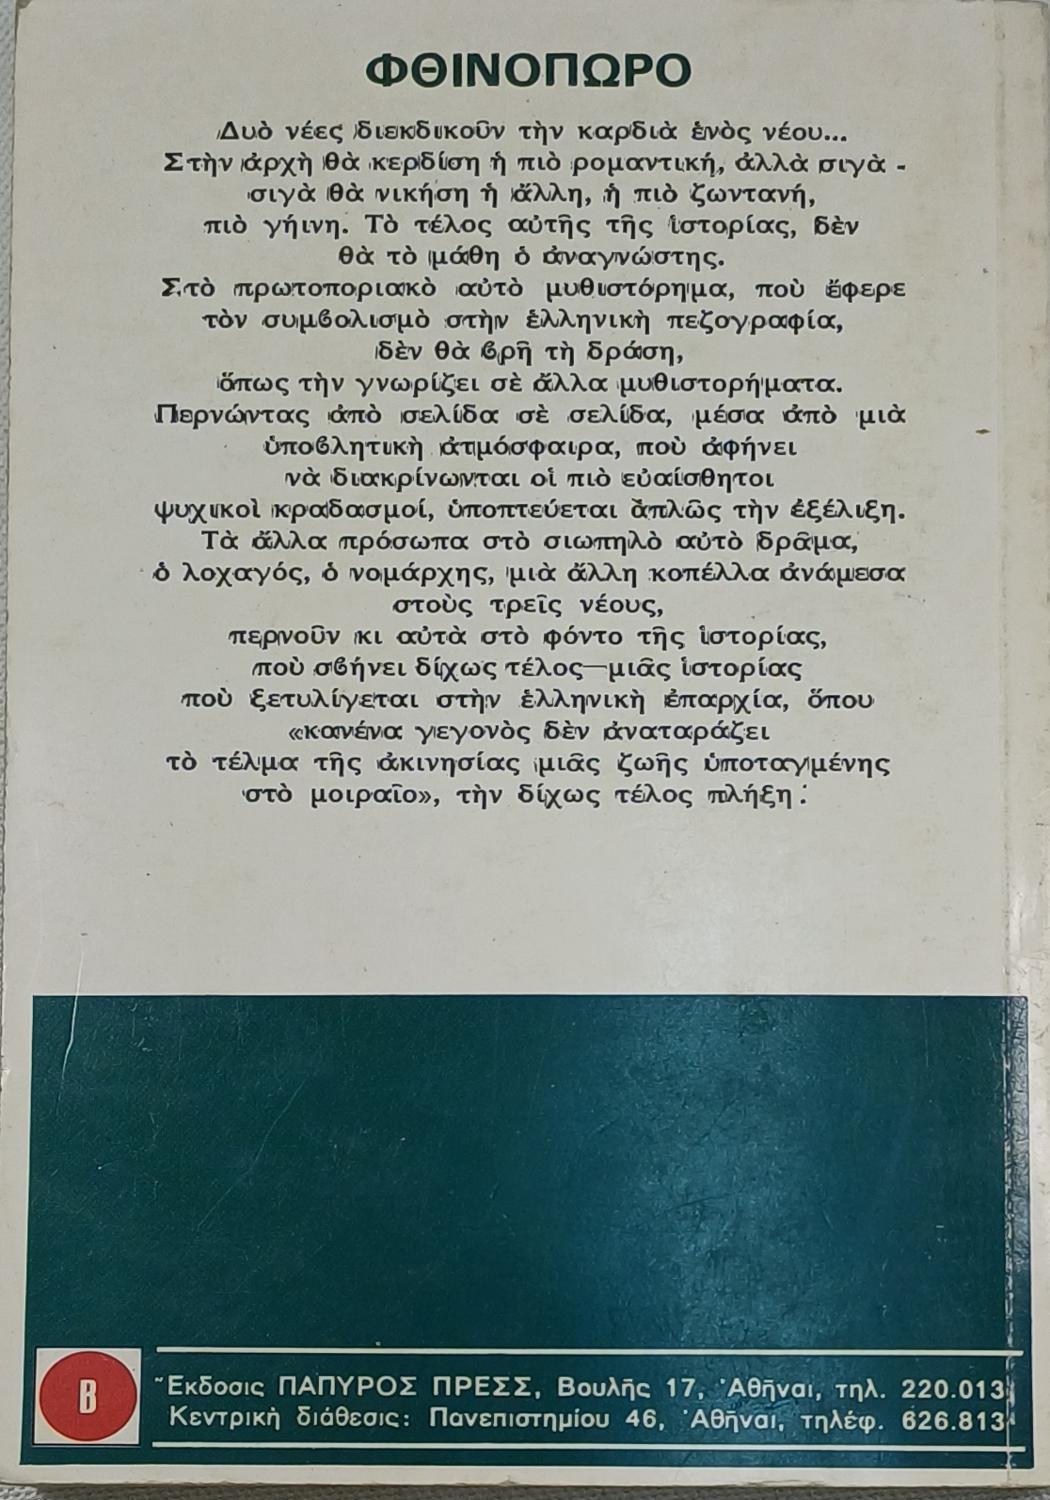 ΦΘΙΝΟΠΩΡΟ
Δυὸ νέες διεκδικοῦν τὴν καρδιὰ ἑνὸς νέου...
Στὴν ἀρχὴ θὰ κερδίση ἡ πιὸ ρομαντική, ἀλλὰ σιγὰ -
σιγὰ θὰ νικήση ἡ ἄλλη, ἡ πιὸ ζωντανή,
πιὸ γήινη. Τὸ τέλος αὐτῆς τῆς ἱστορίας, δὲν
θὰ τὸ μάθη ὁ ἀναγνώστης.
Στὸ πρωτοποριακὸ αὐτὸ μυθιστόρημα, ποὺ ἔφερε
τὸν συμβολισμὸ στὴν ἑλληνικὴ πεζογραφία,
δὲν θὰ βρῆ τὴ δράση,
ὅπως τὴν γνωρίζει σὲ ἄλλα μυθιστορήματα.
Περνώντας ἀπὸ σελίδα σὲ σελίδα, μέσα ἀπὸ μιὰ
ὑποβλητικὴ ἀτμόσφαιρα, ποὺ ἀφήνει
νὰ διακρίνωνται οἱ πιὸ εὐαίσθητοι
ψυχικοὶ κραδασμοί, ὑποπτεύεται ἁπλῶς τὴν ἐξέλιξη.
Τὰ ἄλλα πρόσωπα στὸ σιωπηλὸ αὐτὸ δρᾶμα,
ὁ λοχαγός, ὁ νομάρχης, μιὰ ἄλλη κοπέλλα ἀνάμεσα
στοὺς τρεῖς νέους,
περνοῦν κι αὐτὰ στὸ φόντο τῆς ἱστορίας,
ποὺ σβήνει δίχως τέλος—μιᾶς ἱστορίας
ποὺ ξετυλίγεται στὴν ἑλληνικὴ ἐπαρχία, ὅπου
«κανένα γεγονὸς δὲν ἀναταράζει
τὸ τέλμα τῆς ἀκινησίας μιᾶς ζωῆς ὑποταγμένης
στὸ μοιραῖο», τὴν δίχως τέλος πλήξη.
Ἔκδοσις ΠΑΠΥΡΟΣ ΠΡΕΣΣ, Βουλῆς 17, Ἀθῆναι, τηλ. 220.013
Κεντρικὴ διάθεσις: Πανεπιστημίου 46, Ἀθῆναι, τηλέφ. 626.813
B